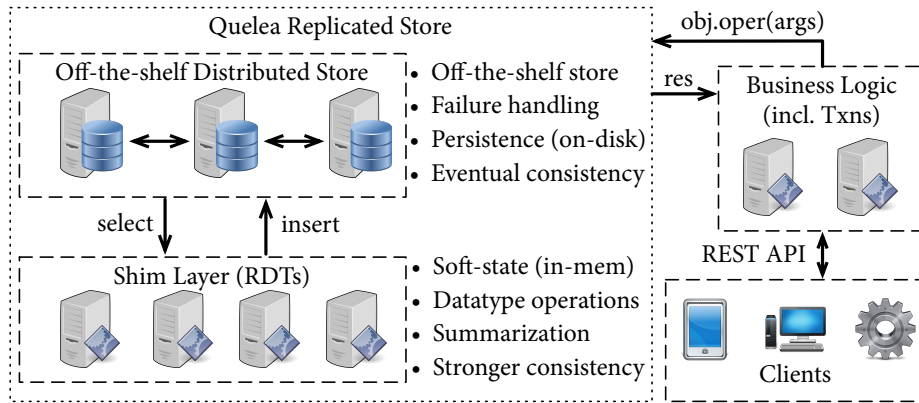 Quelea Replicated Store
Off-the-shelf Distributed Store
• Off-the-shelf store
• Failure handling
• Persistence (on-disk)
• Eventual consistency
select
insert
Shim Layer (RDTs)
• Soft-state (in-mem)
• Datatype operations
• Summarization
• Stronger consistency
obj.oper(args)
res
Business Logic
(incl. Txns)
REST API
Clients